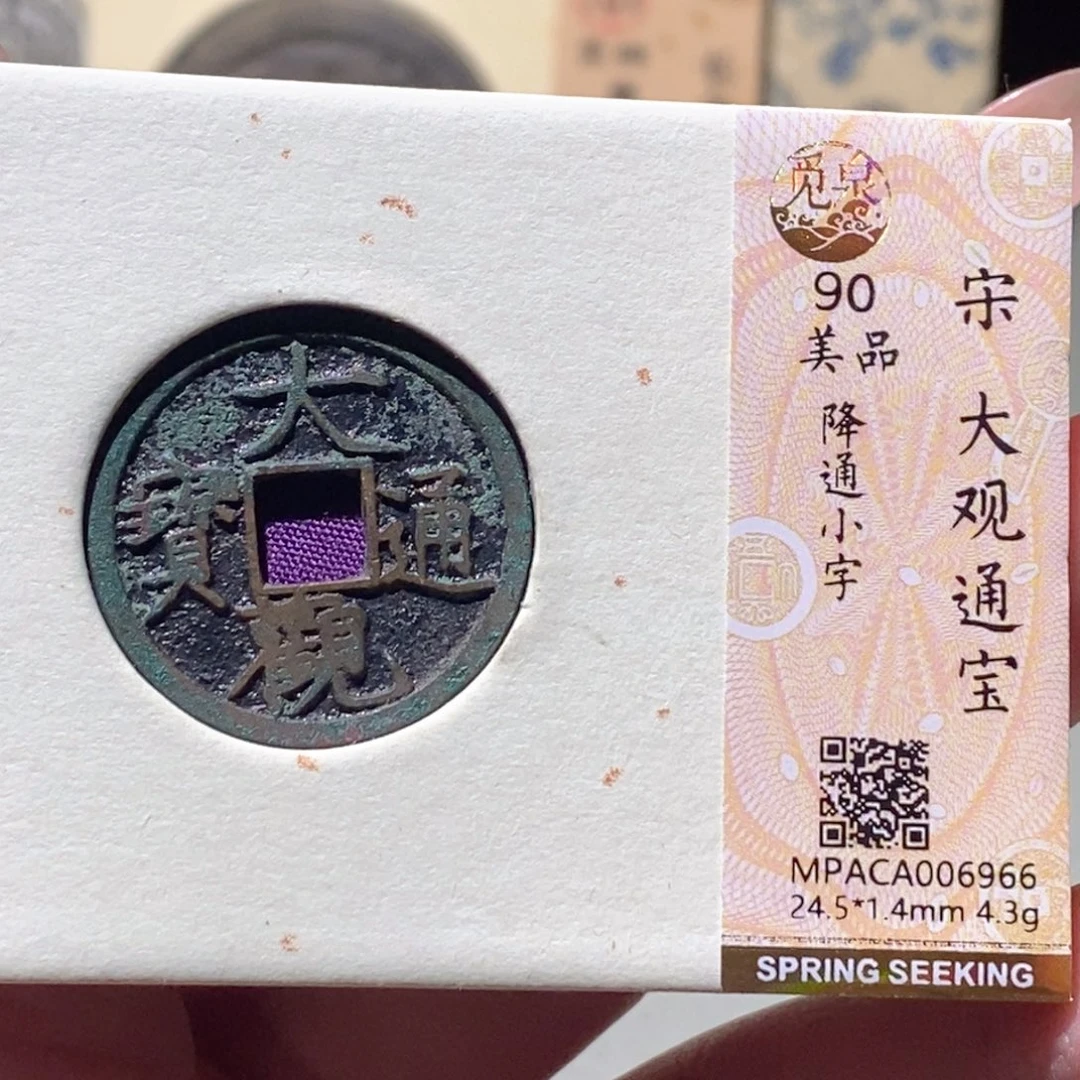 大
通
觀
寶
觅泉
90
美品
降通小字
宋 大观通宝
MPACA006966
24.5*1.4mm 4.3g
SPRING SEEKING